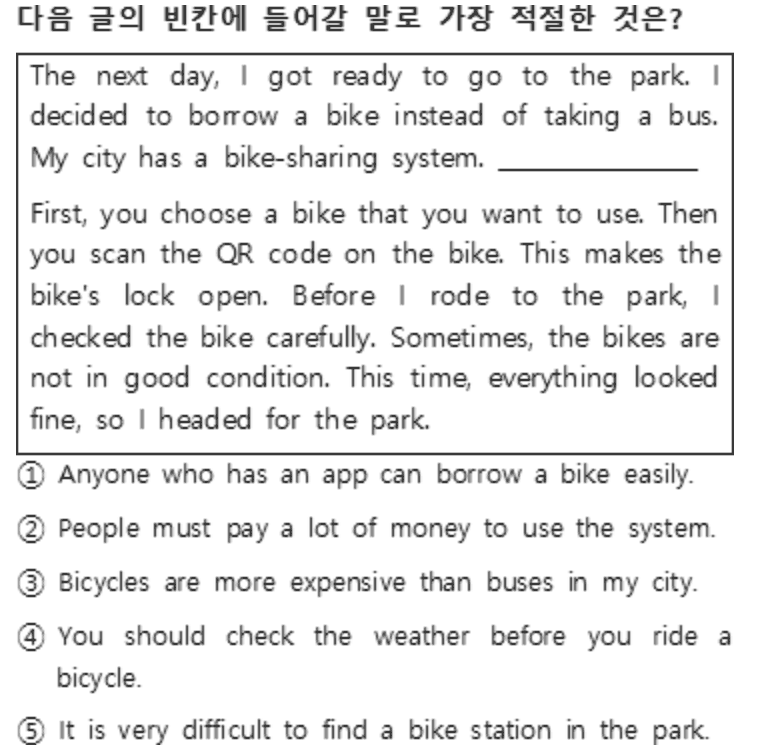 다음 글의 빈칸에 들어갈 말로 가장 적절한 것은?
The next day, I got ready to go to the park. I
decided to borrow a bike instead of taking a bus.
My city has a bike-sharing system. ______________
First, you choose a bike that you want to use. Then
you scan the QR code on the bike. This makes the
bike's lock open. Before I rode to the park, I
checked the bike carefully. Sometimes, the bikes are
not in good condition. This time, everything looked
fine, so I headed for the park.
① Anyone who has an app can borrow a bike easily.
② People must pay a lot of money to use the system.
③ Bicycles are more expensive than buses in my city.
④ You should check the weather before you ride a
bicycle.
⑤ It is very difficult to find a bike station in the park.